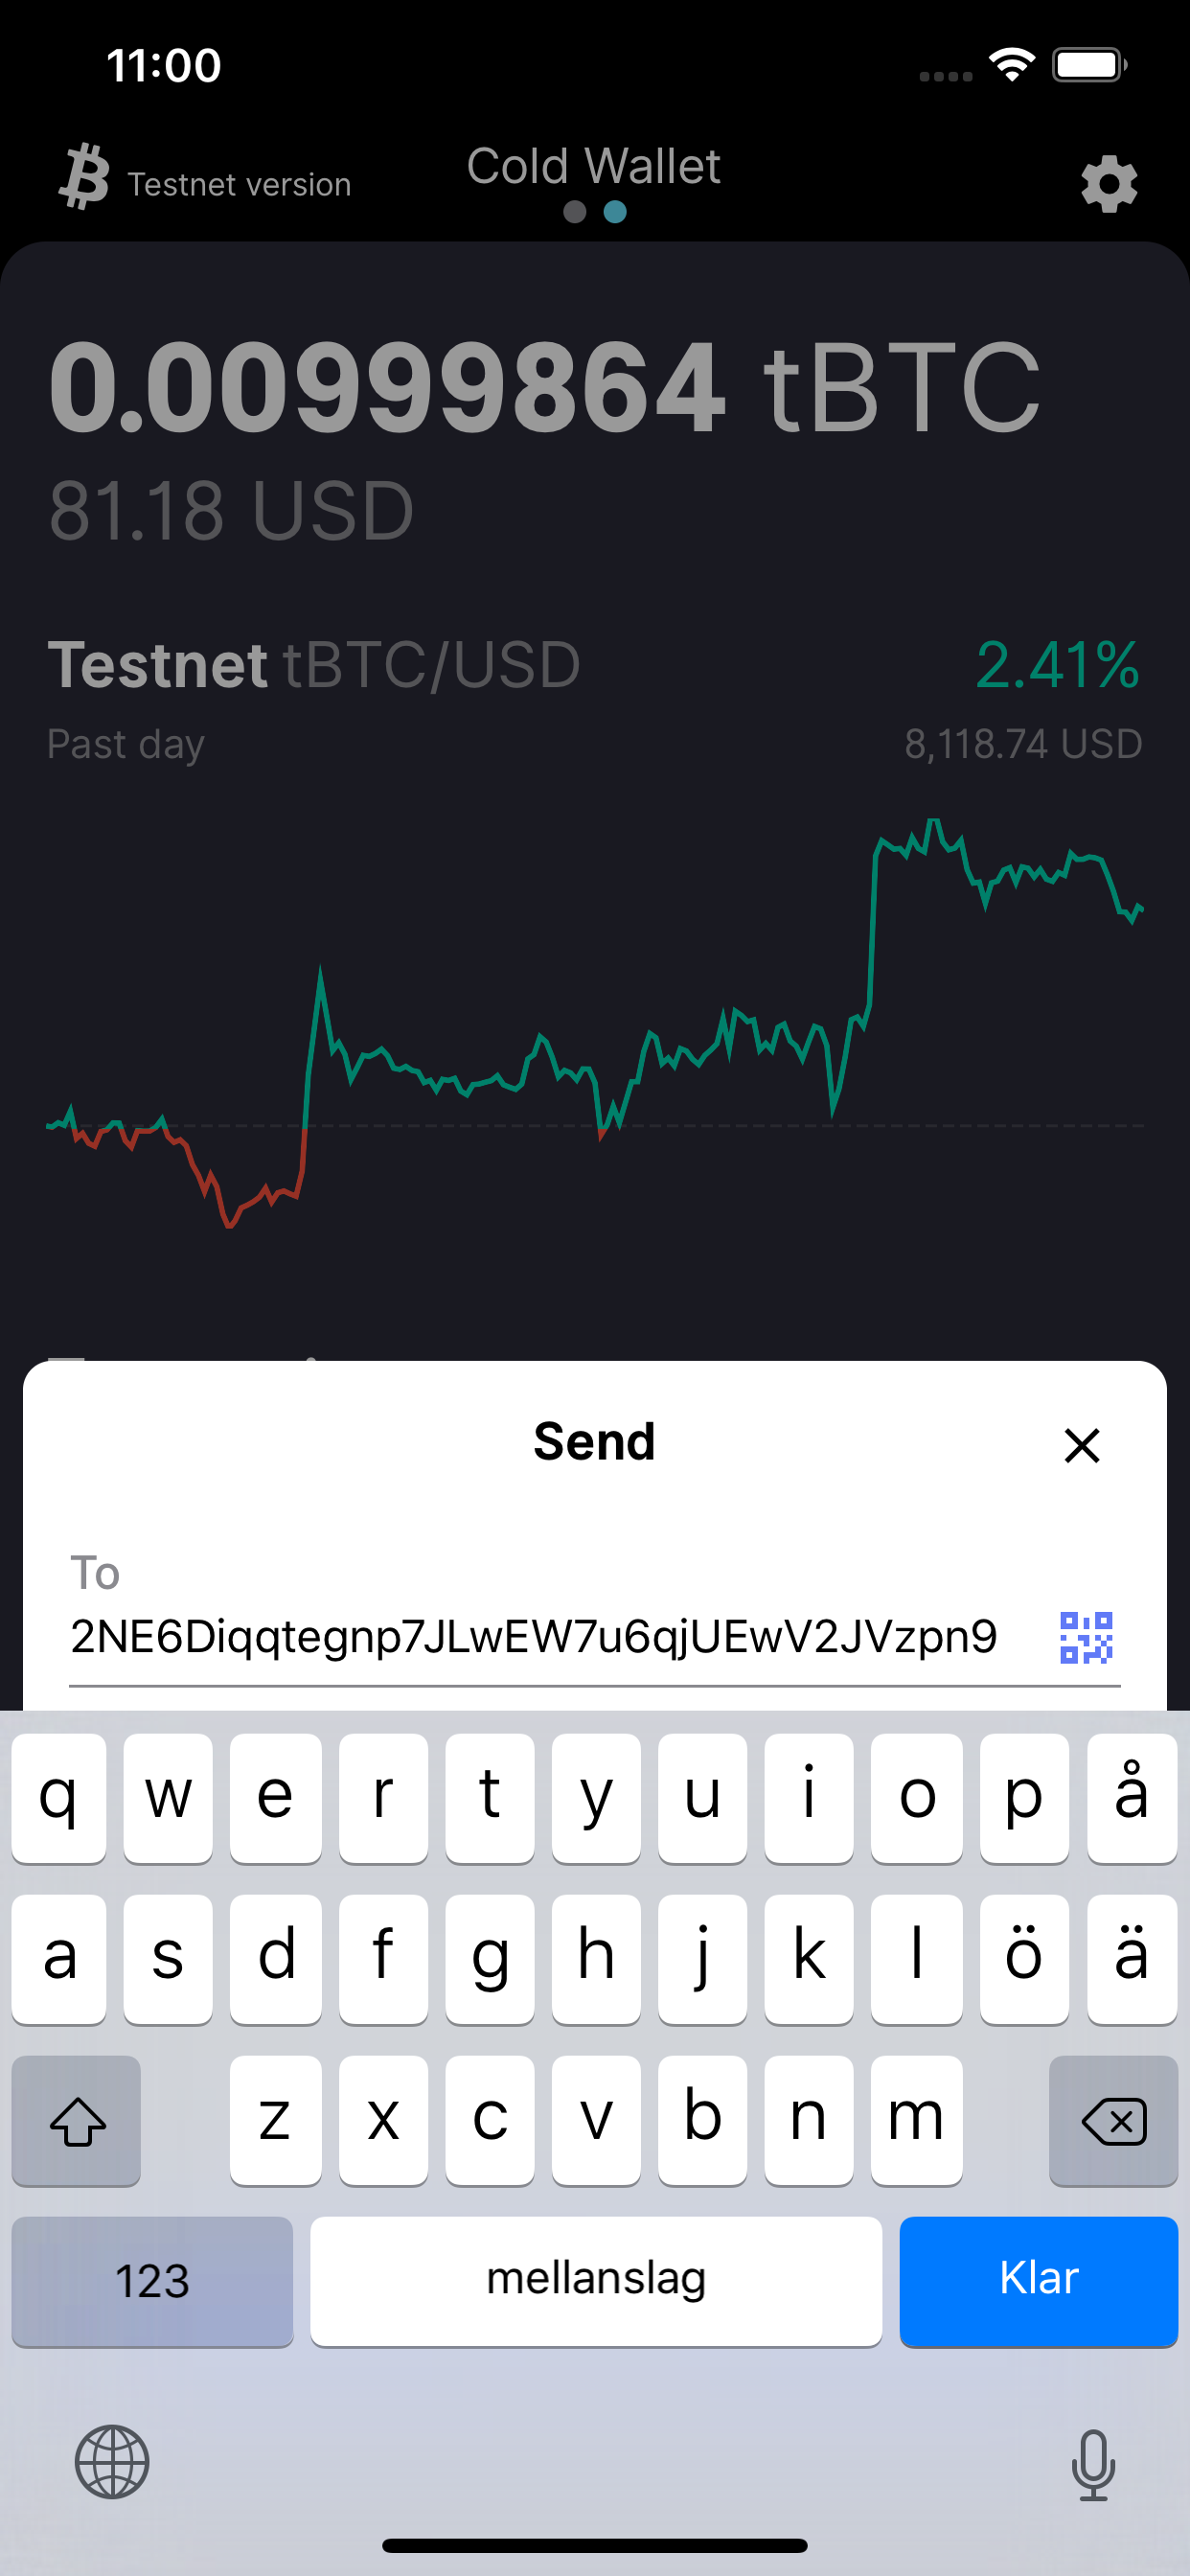 11:00
Testnet version
Cold Wallet
0.00999864 tBTC
81.18 USD
Testnet tBTC/USD 2.41%
Past day 8,118.74 USD
Send
To
2NE6Diqqtegnp7JLwEW7u6qjUEwV2JVzpn9
q w e r t y u i o p å
a s d f g h j k l ö ä
z x c v b n m
123 mellanslag Klar